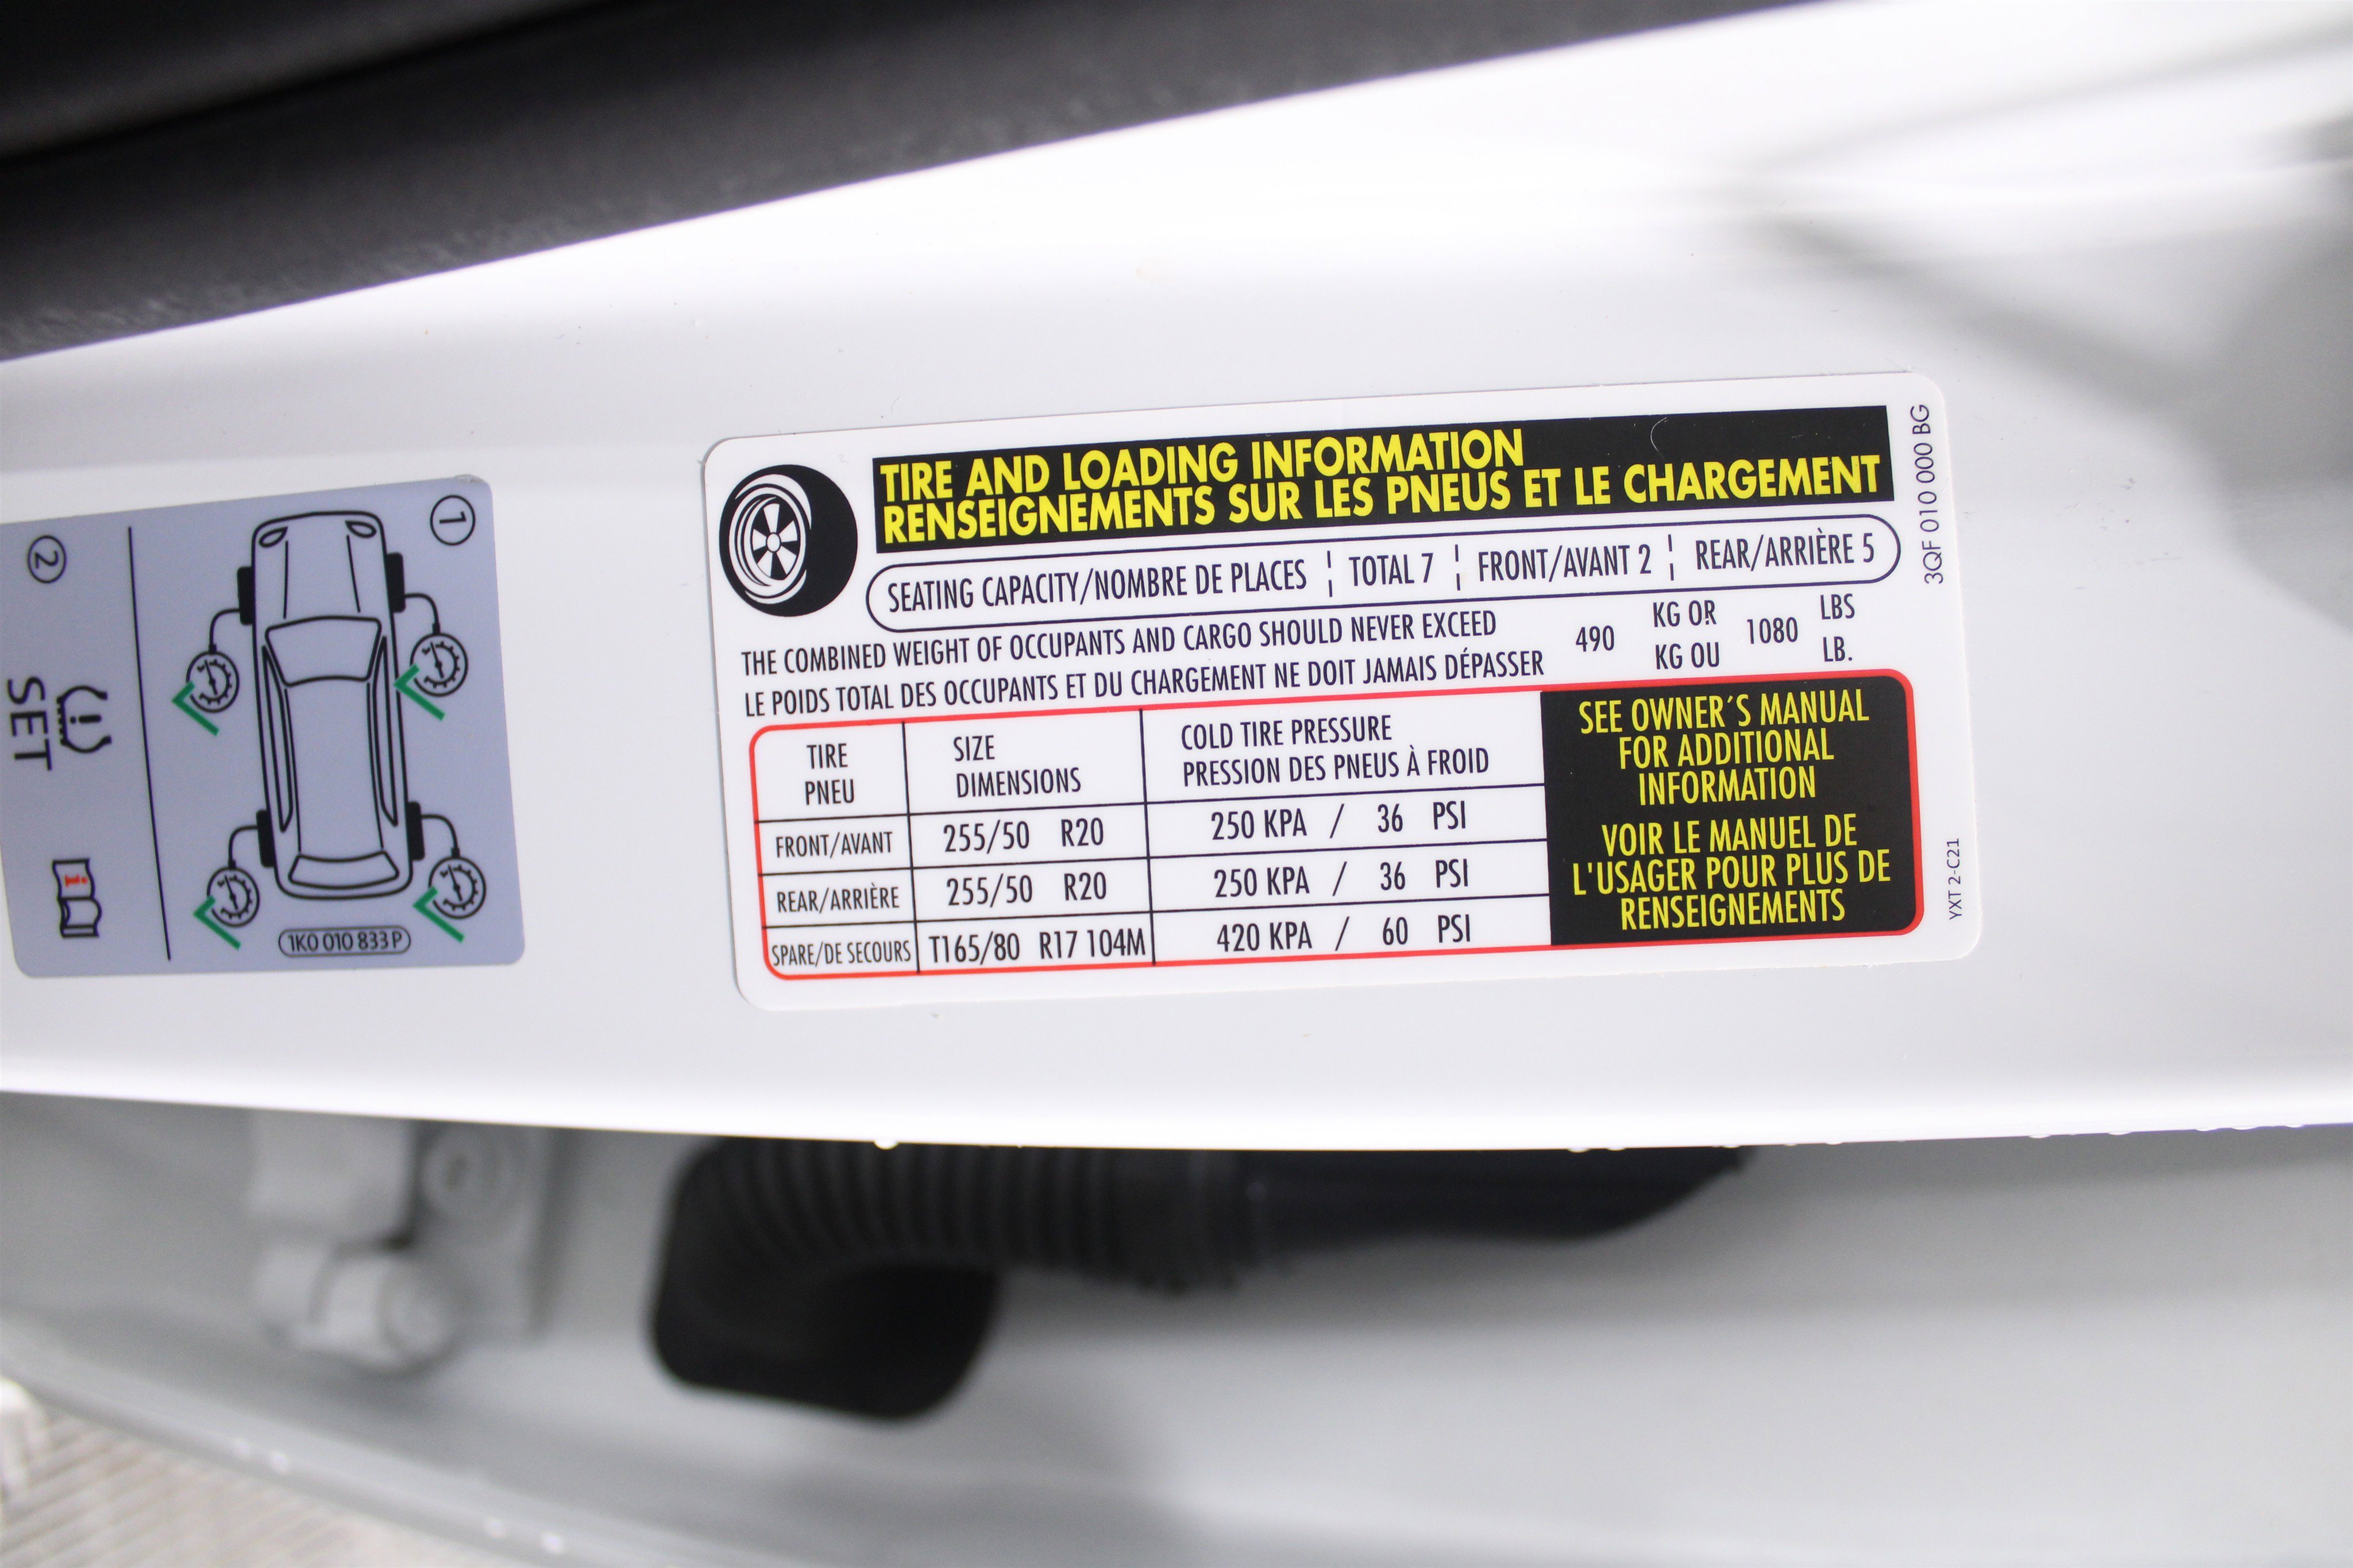 1
2
SET
i
1K0 010 833 P
TIRE AND LOADING INFORMATION
RENSEIGNEMENTS SUR LES PNEUS ET LE CHARGEMENT
SEATING CAPACITY/NOMBRE DE PLACES ¦ TOTAL 7 ¦ FRONT/AVANT 2 ¦ REAR/ARRIÈRE 5
THE COMBINED WEIGHT OF OCCUPANTS AND CARGO SHOULD NEVER EXCEED 490 KG OR 1080 LBS
LE POIDS TOTAL DES OCCUPANTS ET DU CHARGEMENT NE DOIT JAMAIS DÉPASSER KG OU LB.
TIRE SIZE COLD TIRE PRESSURE
PNEU DIMENSIONS PRESSION DES PNEUS À FROID
FRONT/AVANT 255/50 R20 250 KPA / 36 PSI
REAR/ARRIÈRE 255/50 R20 250 KPA / 36 PSI
SPARE/DE SECOURS T165/80 R17 104M 420 KPA / 60 PSI
SEE OWNER´S MANUAL
FOR ADDITIONAL
INFORMATION
VOIR LE MANUEL DE
L'USAGER POUR PLUS DE
RENSEIGNEMENTS
3QF 010 000 BG
YXT 2-C21